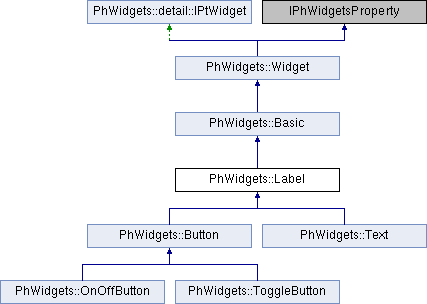 PhWidgets::detail::IPtWidget
IPhWidgetsProperty
PhWidgets::Widget
PhWidgets::Basic
PhWidgets::Label
PhWidgets::Button
PhWidgets::Text
PhWidgets::OnOffButton
PhWidgets::ToggleButton